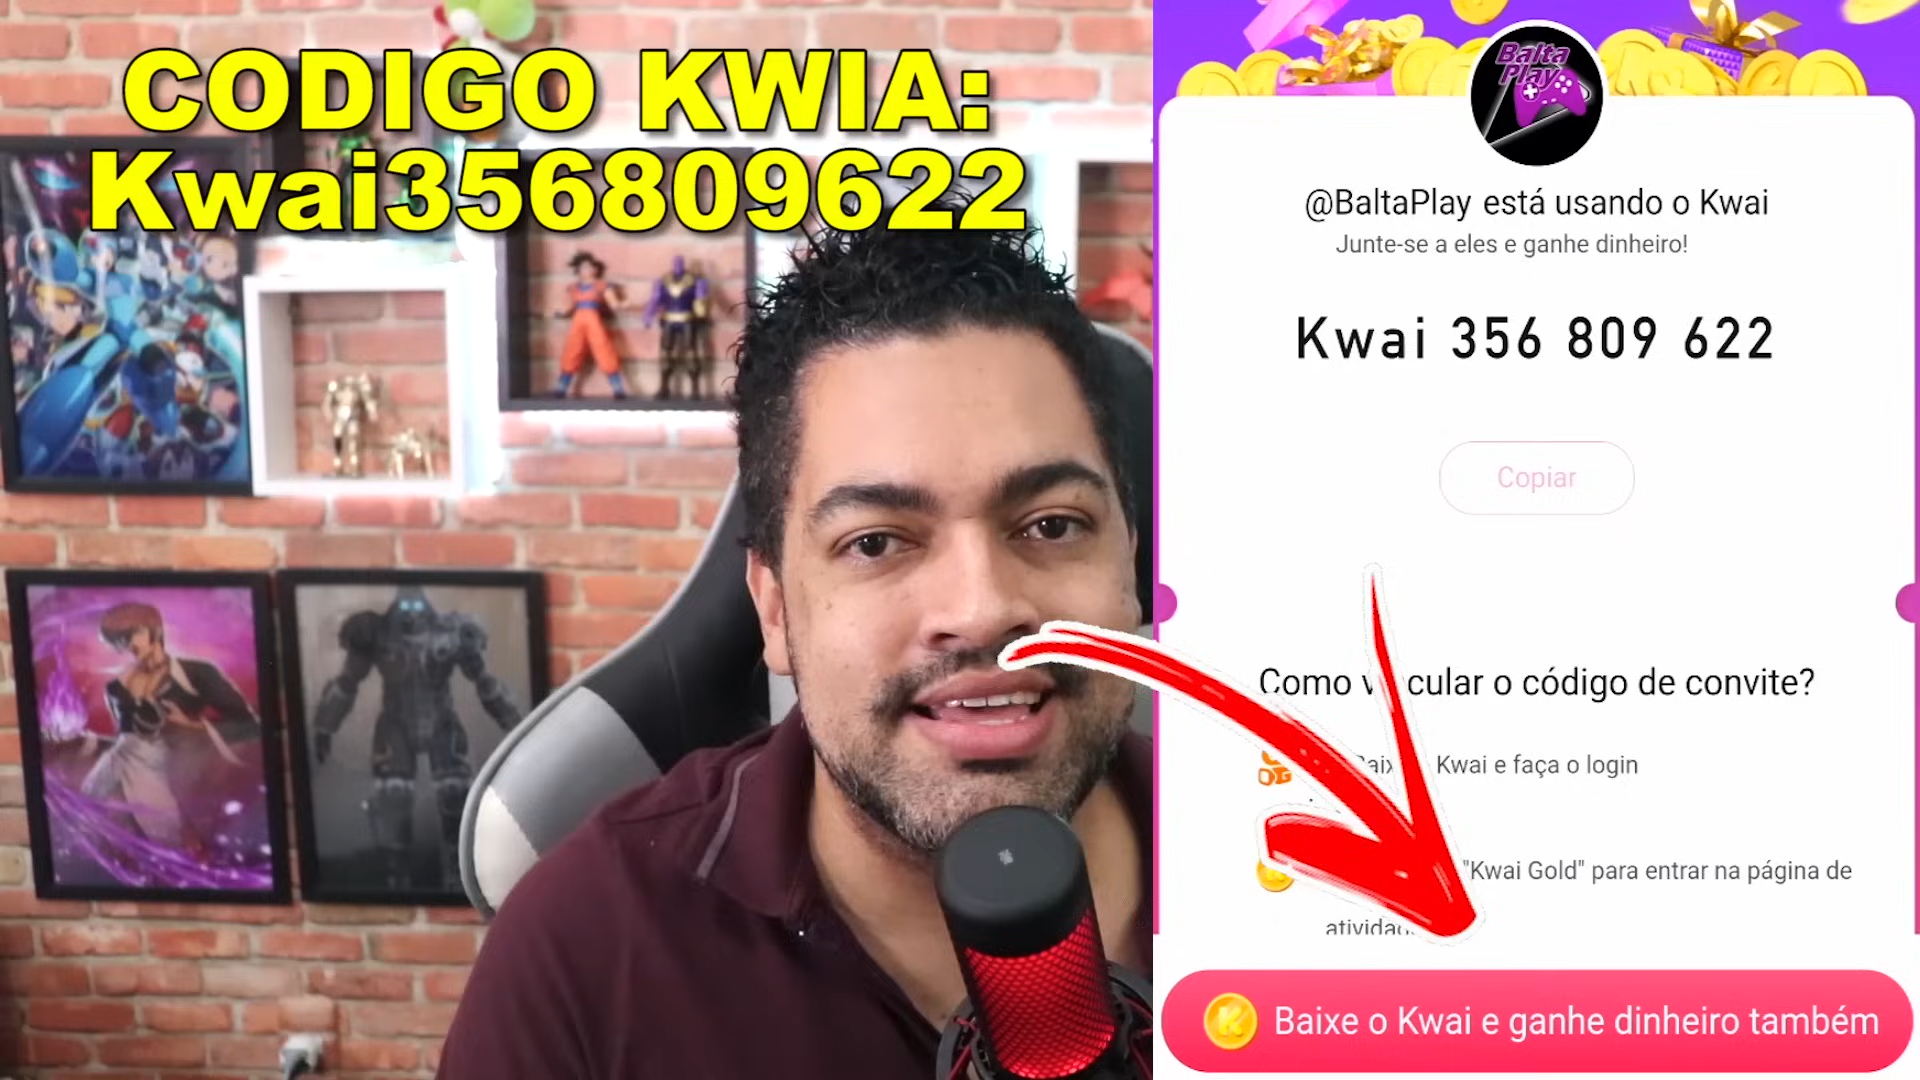 CODIGO KWIA:
Kwai356809622
Balta
Play
@BaltaPlay está usando o Kwai
Junte-se a eles e ganhe dinheiro!
Kwai 356 809 622
Copiar
Como cular o código de convite?
Kwai e faça o login
"Kwai Gold" para entrar na página de
Baixe o Kwai e ganhe dinheiro também